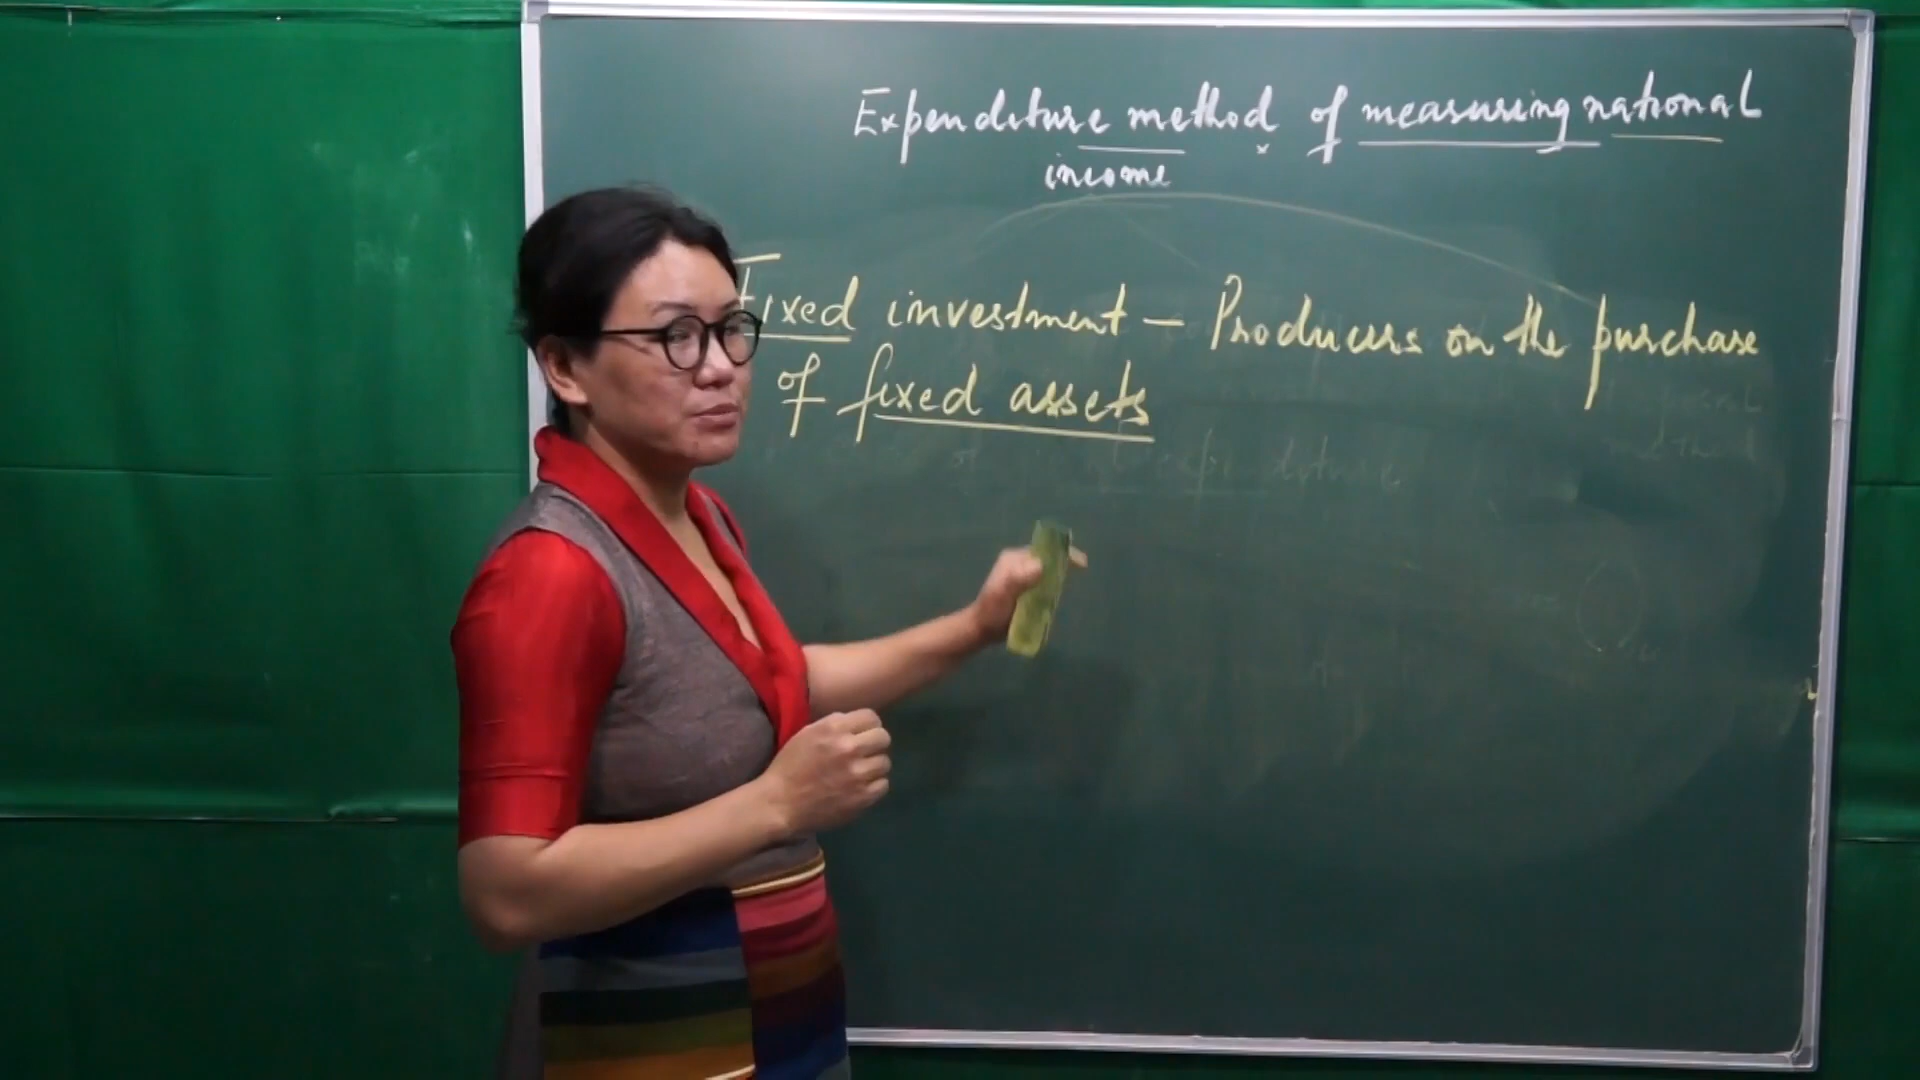 Expenditure method of measuring national
income
Fixed investment – Producers on the purchase
of fixed assets